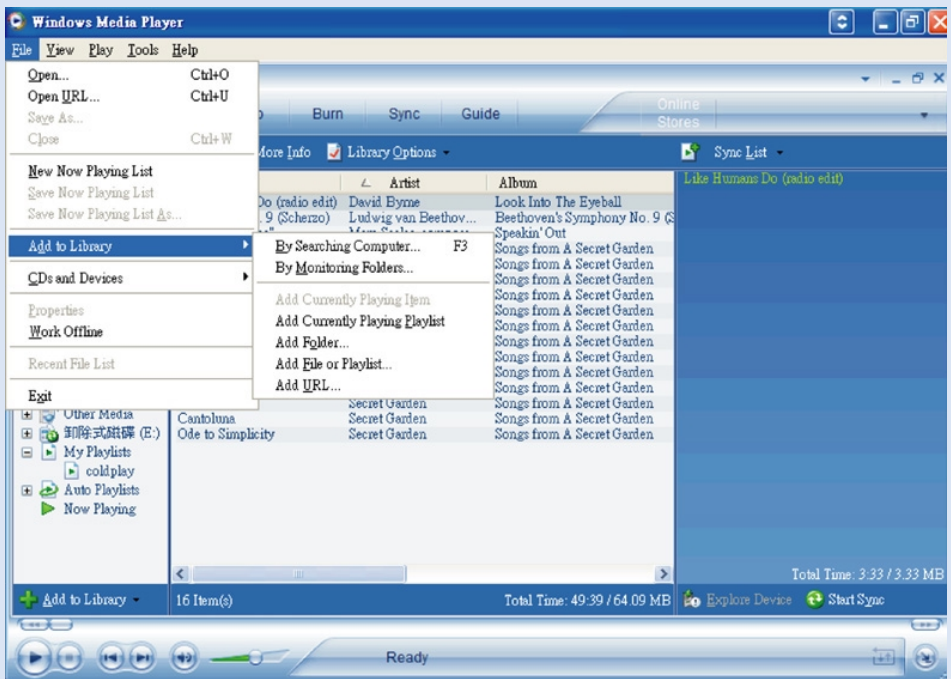 Windows Media Player
File View Play Tools Help
Open... Ctrl+O
Open URL... Ctrl+U
Save As...
Close Ctrl+W
New Now Playing List
Save Now Playing List
Save Now Playing List As...
Add to Library
CDs and Devices
Properties
Work Offline
Recent File List
Exit
By Searching Computer... F3
By Monitoring Folders...
Add Currently Playing Item
Add Currently Playing Playlist
Add Folder...
Add File or Playlist...
Add URL...
Burn Sync Guide
Online
Stores
More Info Library Options
Sync List
Artist Album
Do (radio edit) David Byrne Look Into The Eyeball
. 9 (Scherzo) Ludwig van Beethov... Beethoven's Symphony No. 9 (S
Speakin' Out
Songs from A Secret Garden
Songs from A Secret Garden
Songs from A Secret Garden
Songs from A Secret Garden
Songs from A Secret Garden
Songs from A Secret Garden
Songs from A Secret Garden
Songs from A Secret Garden
Songs from A Secret Garden
Songs from A Secret Garden
Secret Garden Songs from A Secret Garden
Cantoluna Secret Garden Songs from A Secret Garden
Ode to Simplicity Secret Garden Songs from A Secret Garden
Like Humans Do (radio edit)
Other Media
卸除式磁碟 (E:)
My Playlists
coldplay
Auto Playlists
Now Playing
Total Time: 3:33 / 3.33 MB
Add to Library 16 Item(s) Total Time: 49:39 / 64.09 MB Explore Device Start Sync
Ready